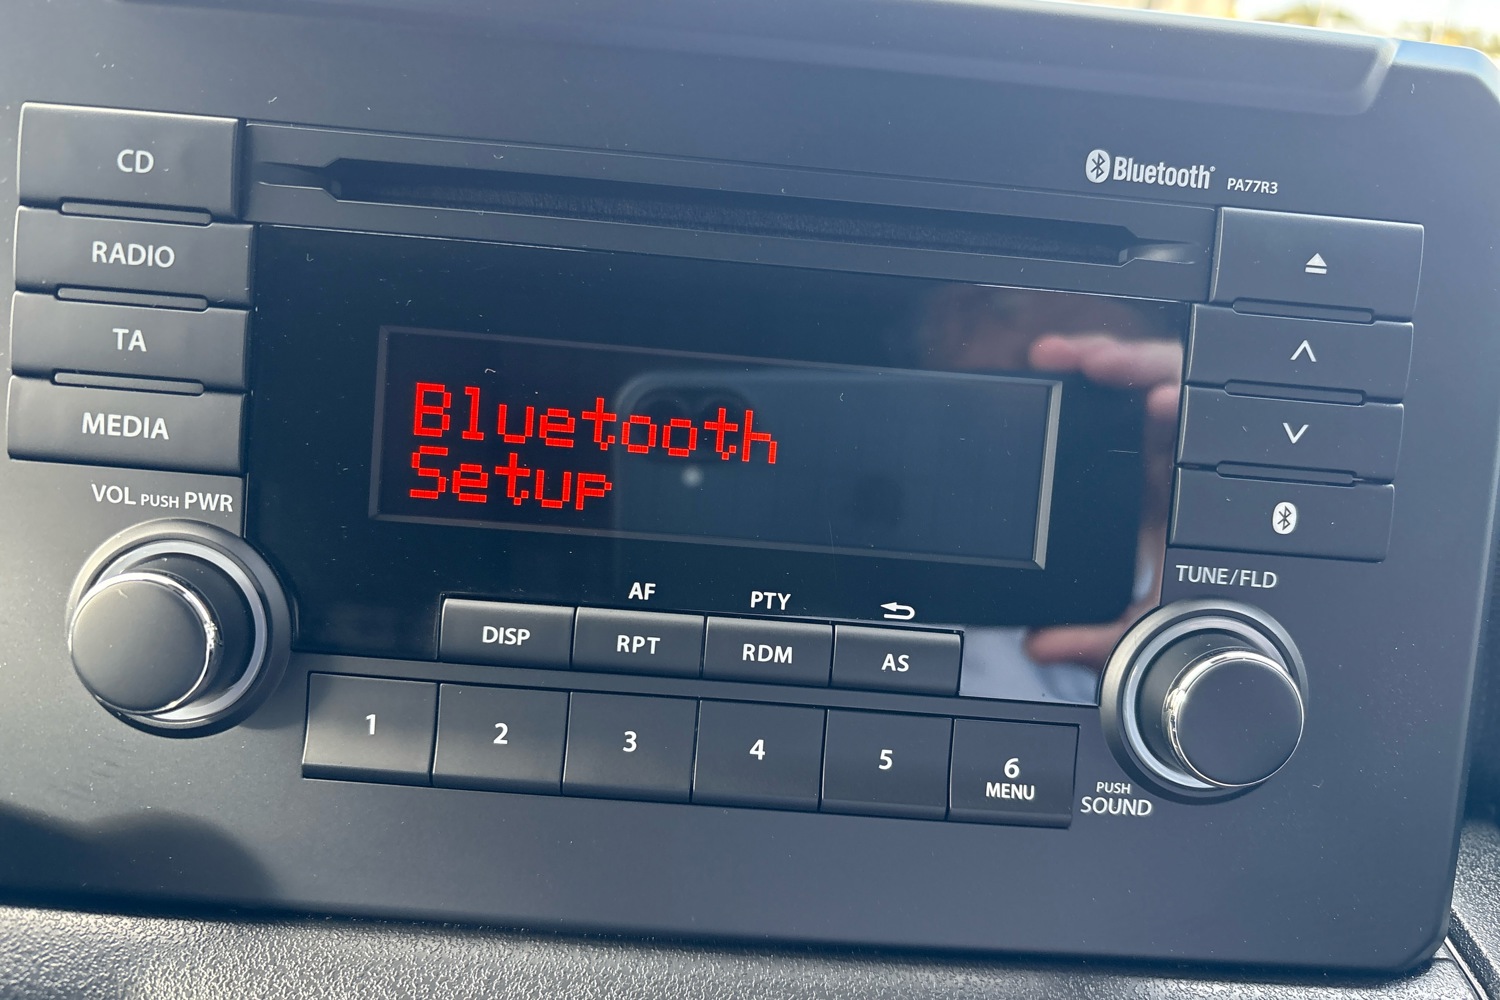 CD
RADIO
TA
MEDIA
VOL PUSH PWR
Bluetooth® PA77R3
Bluetooth
Setup
AF
PTY
DISP
RPT
RDM
AS
1
2
3
4
5
6
MENU
TUNE/FLD
PUSH
SOUND